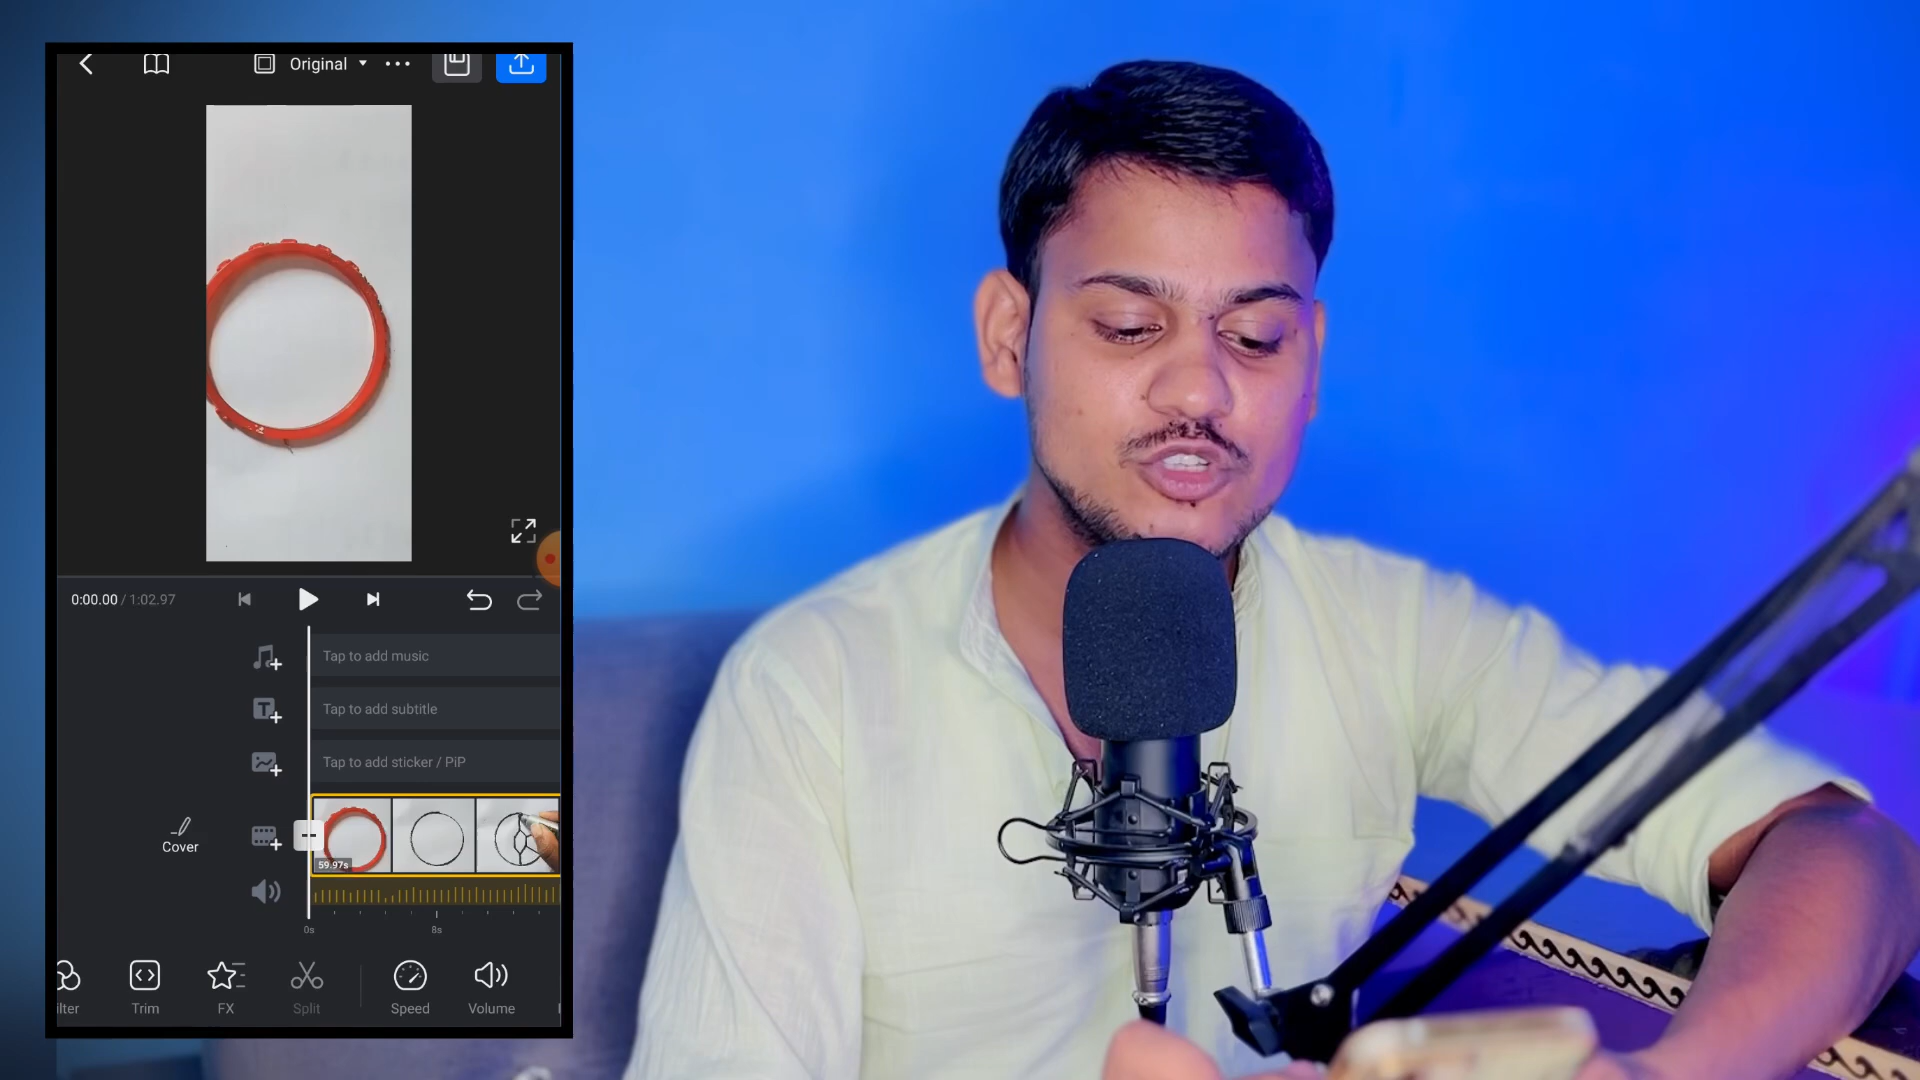 Original
0:00.00 / 1:02.97
Tap to add music
Tap to add subtitle
Tap to add sticker / PiP
Cover
59.97s
0s 8s
ilter Trim FX Split Speed Volume